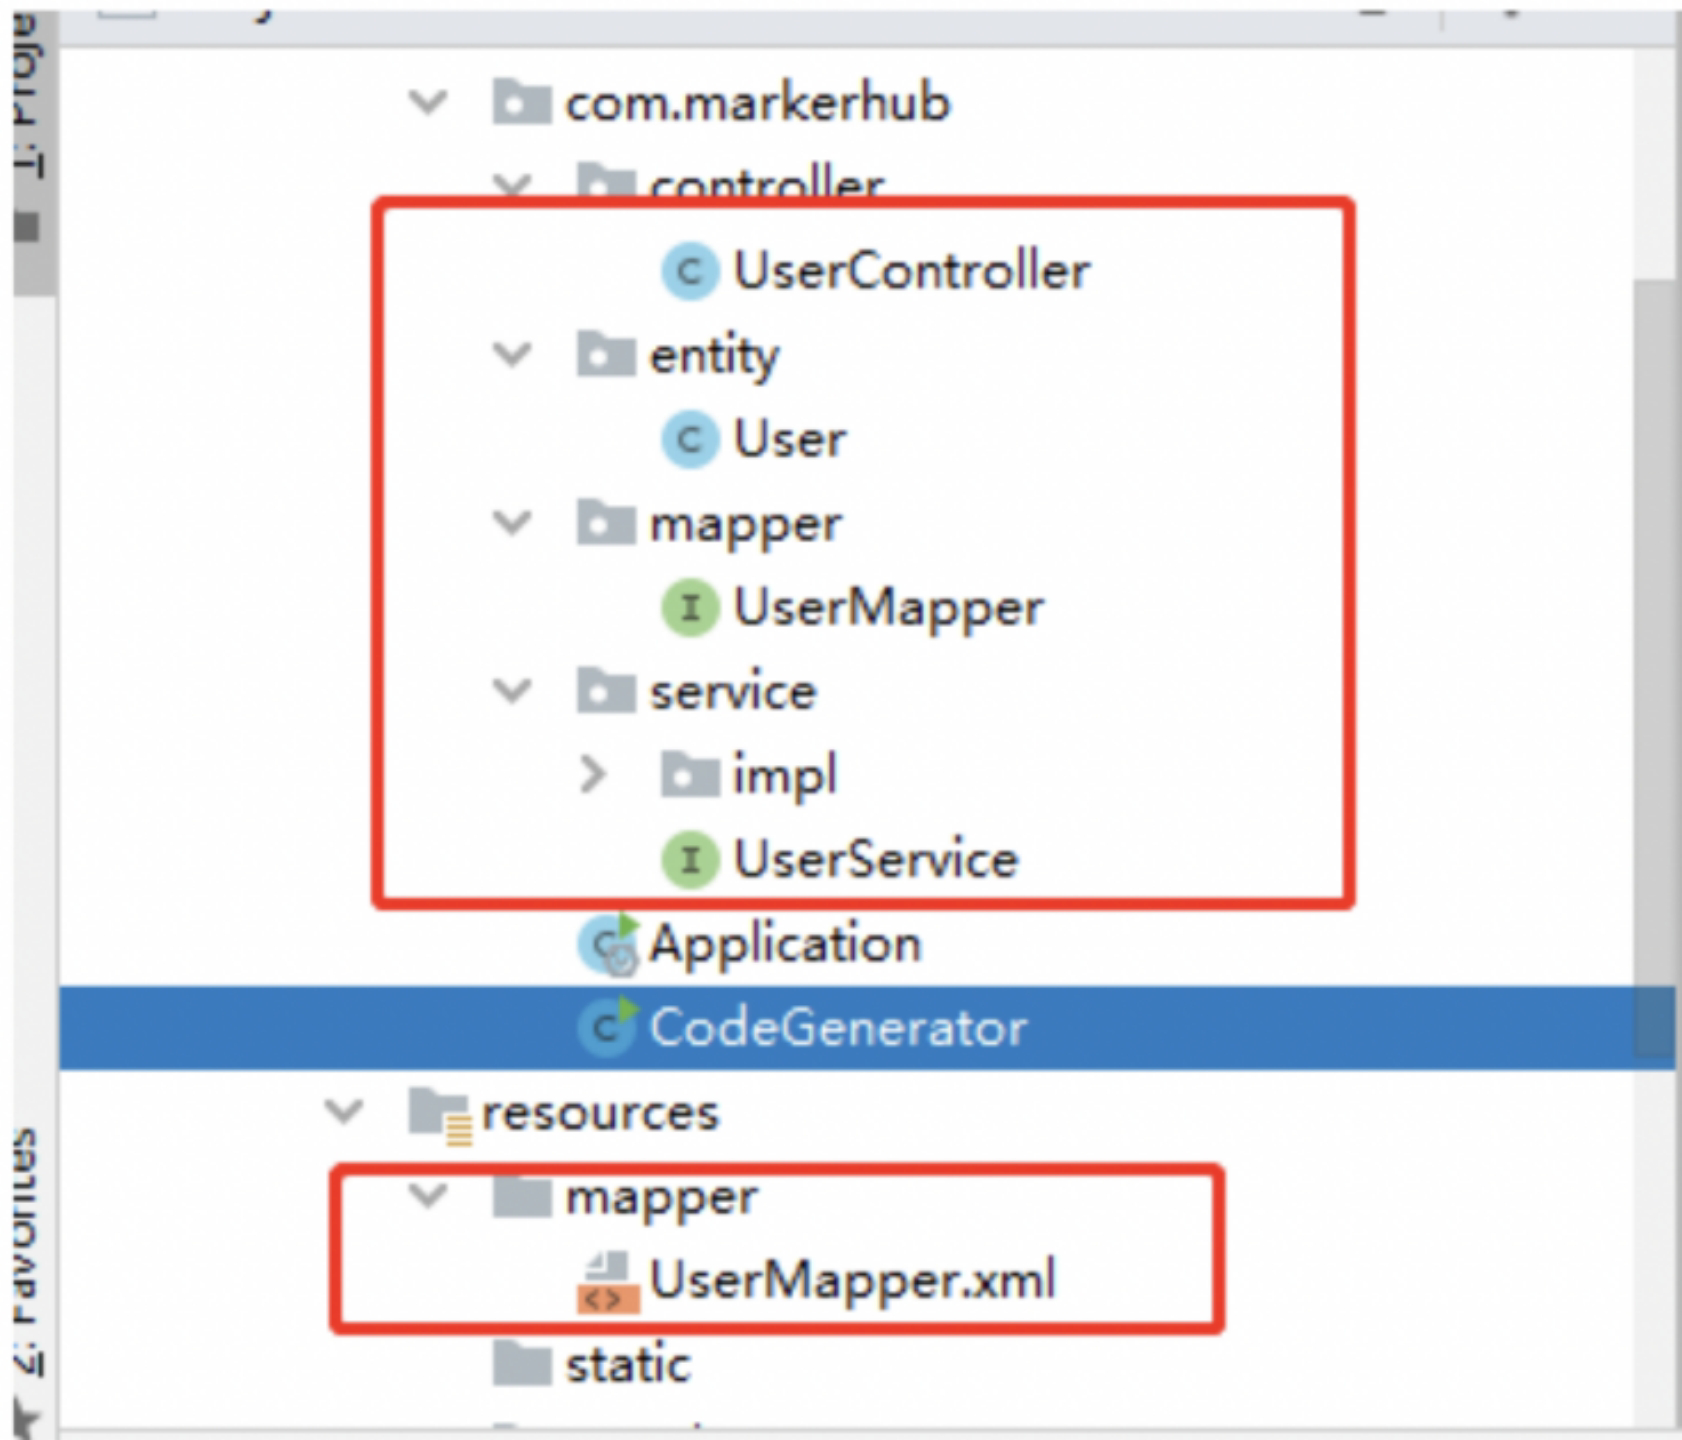 1: Proje
com.markerhub
controller
UserController
entity
User
mapper
UserMapper
service
impl
UserService
Application
CodeGenerator
resources
mapper
UserMapper.xml
static
2: Favorites